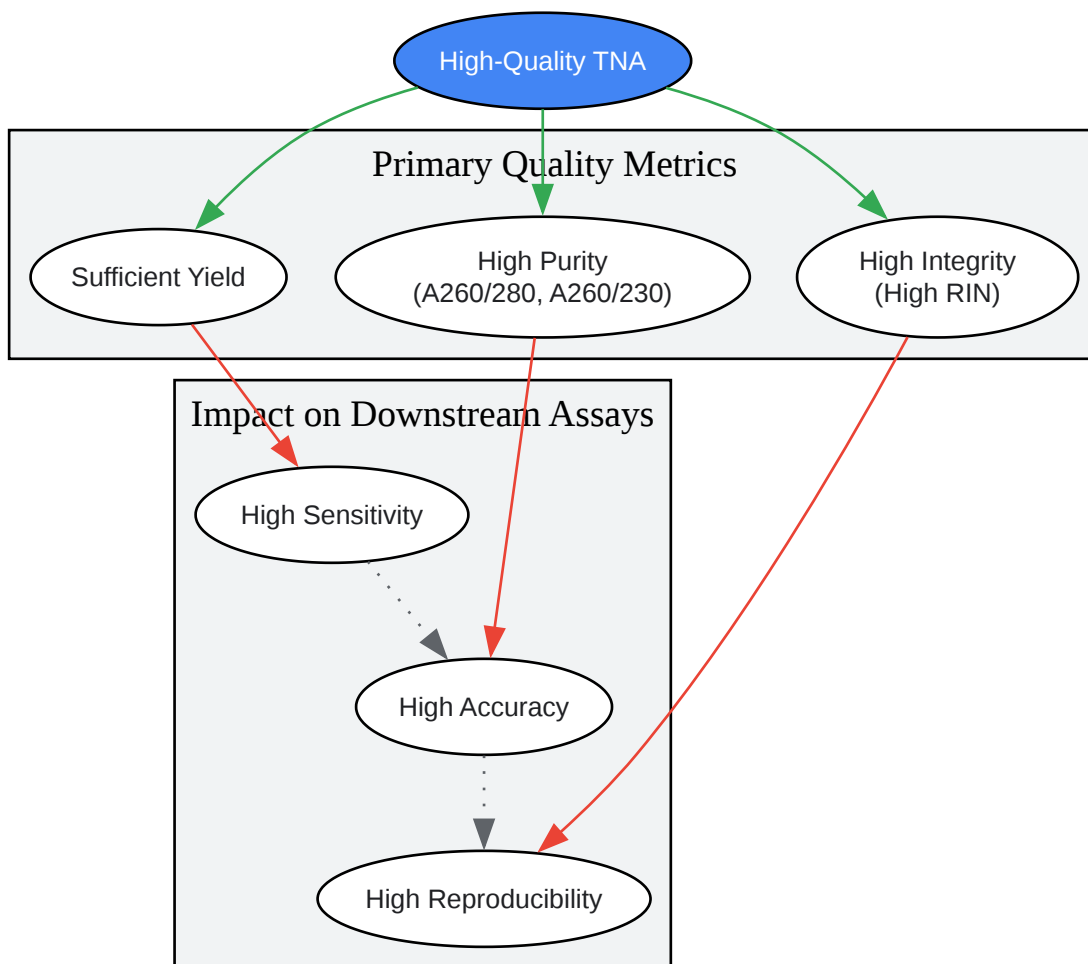 High-Quality TNA
Primary Quality Metrics
Sufficient Yield
High Purity
(A260/280, A260/230)
High Integrity
(High RIN)
Impact on Downstream Assays
High Sensitivity
High Accuracy
High Reproducibility